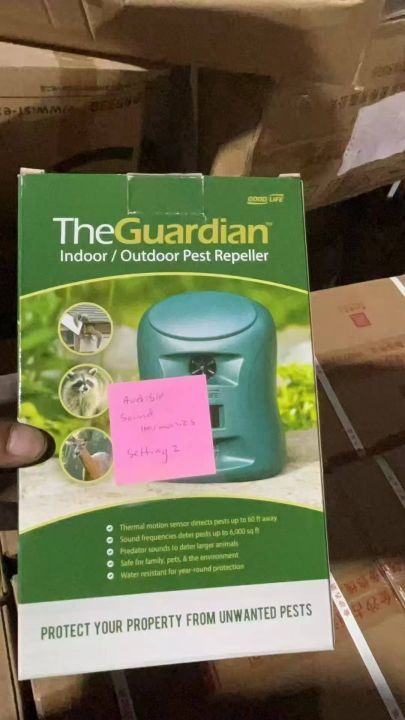 GOOD LIFE
TheGuardian™
Indoor / Outdoor Pest Repeller
Audible
Sound
Setting 2
Thermal motion sensor detects pests up to 60 ft away
Sound frequencies deter pests up to 6,000 sq ft
Predator sounds to deter larger animals
Safe for family, pets, & the environment
Water resistant for year-round protection
PROTECT YOUR PROPERTY FROM UNWANTED PESTS